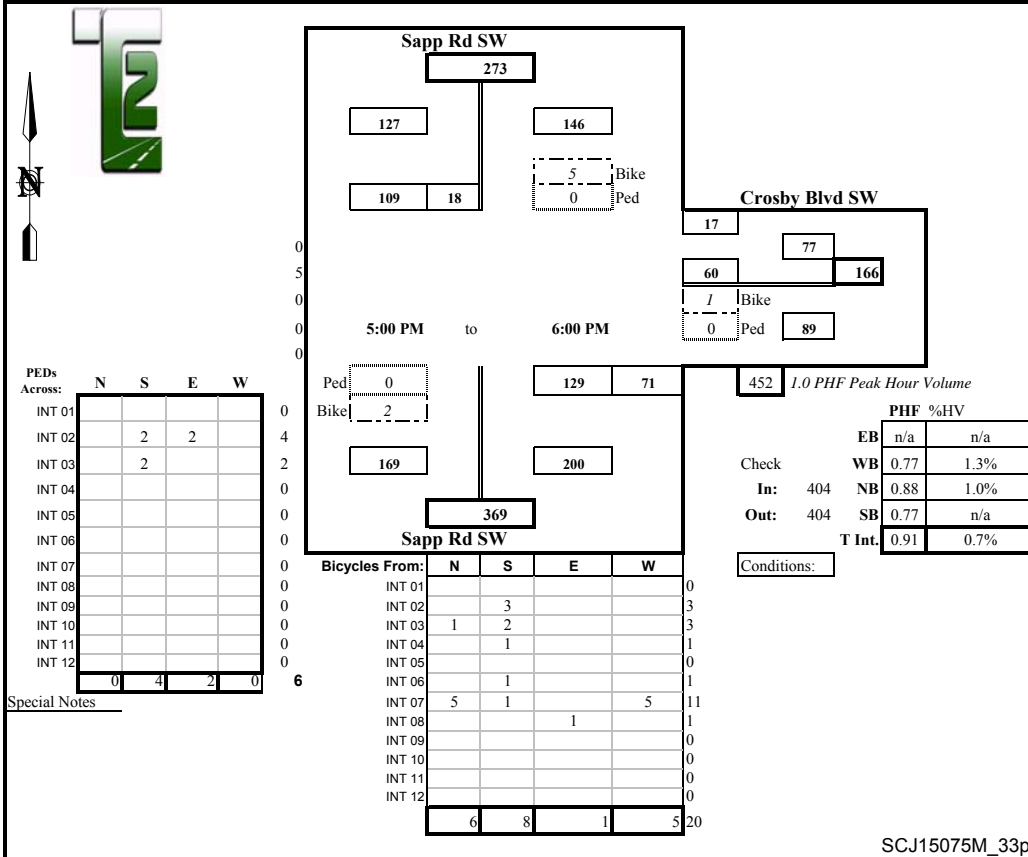 T2
N
Sapp Rd SW
273
127 146
5 Bike
109 18 0 Ped
Crosby Blvd SW
17
0 77
5 60 166
0 1 Bike
0 5:00 PM to 6:00 PM 0 Ped 89
0
PEDs
Across: N S E W
Ped 0 129 71 452 1.0 PHF Peak Hour Volume
INT 01 0 Bike 2 PHF %HV
INT 02 2 2 4 EB n/a n/a
INT 03 2 2 169 200 Check WB 0.77 1.3%
INT 04 0 In: 404 NB 0.88 1.0%
INT 05 0 369 Out: 404 SB 0.77 n/a
INT 06 0 Sapp Rd SW T Int. 0.91 0.7%
INT 07 0 Bicycles From: N S E W Conditions:
INT 08 0 INT 01 0
INT 09 0 INT 02 3 3
INT 10 0 INT 03 1 2 3
INT 11 0 INT 04 1 1
INT 12 0 INT 05 0
0 4 2 0 6 INT 06 1 1
Special Notes INT 07 5 1 5 11
INT 08 1 1
INT 09 0
INT 10 0
INT 11 0
INT 12 0
6 8 1 5 20
SCJ15075M_33p